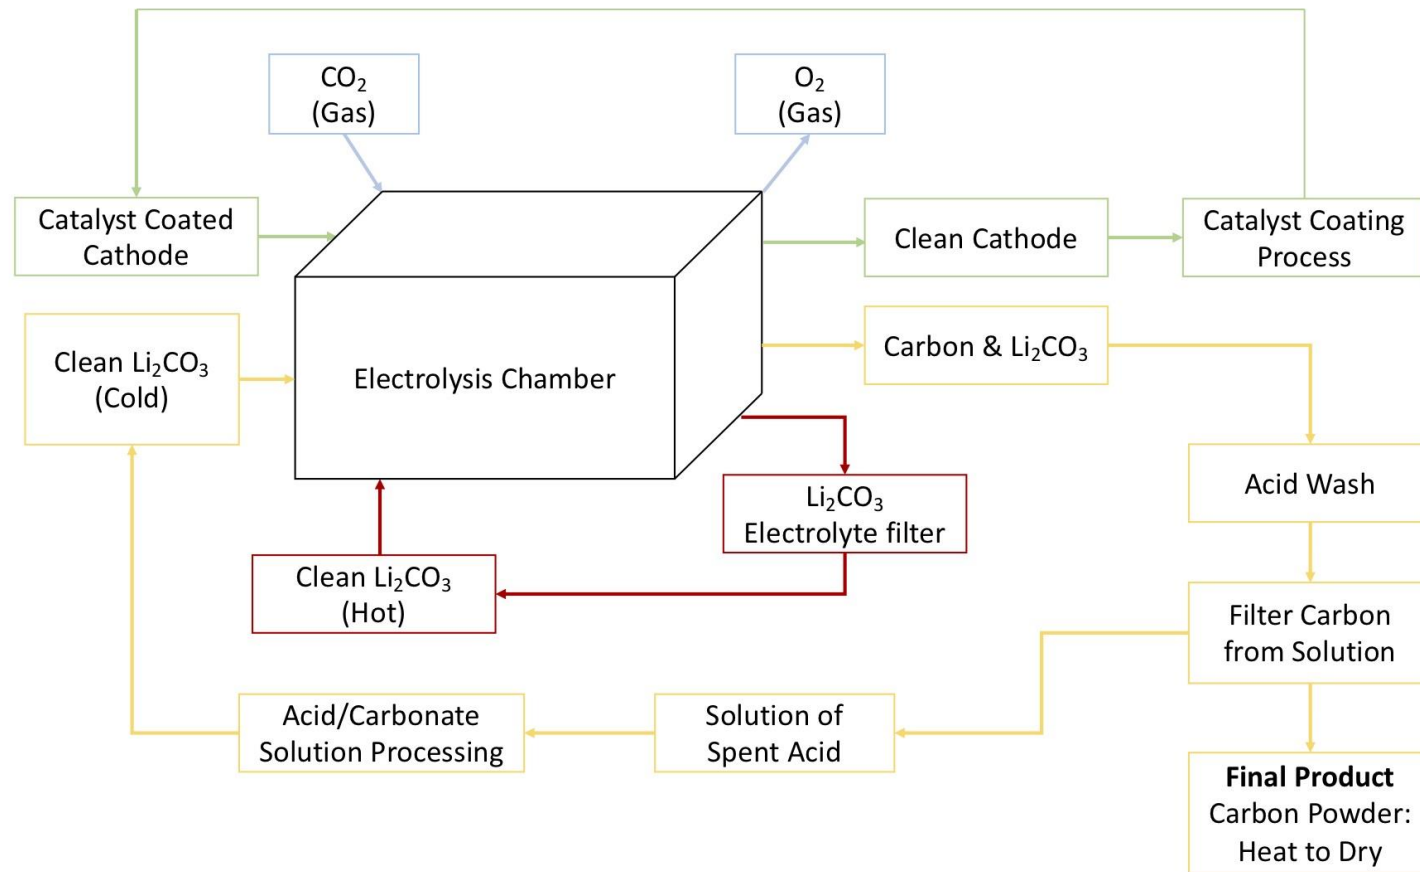 CO₂
(Gas)
O₂
(Gas)
Catalyst Coated
Cathode
Clean Cathode
Catalyst Coating
Process
Clean Li₂CO₃
(Cold)
Electrolysis Chamber
Carbon & Li₂CO₃
Li₂CO₃
Electrolyte filter
Acid Wash
Clean Li₂CO₃
(Hot)
Filter Carbon
from Solution
Acid/Carbonate
Solution Processing
Solution of
Spent Acid
Final Product
Carbon Powder:
Heat to Dry